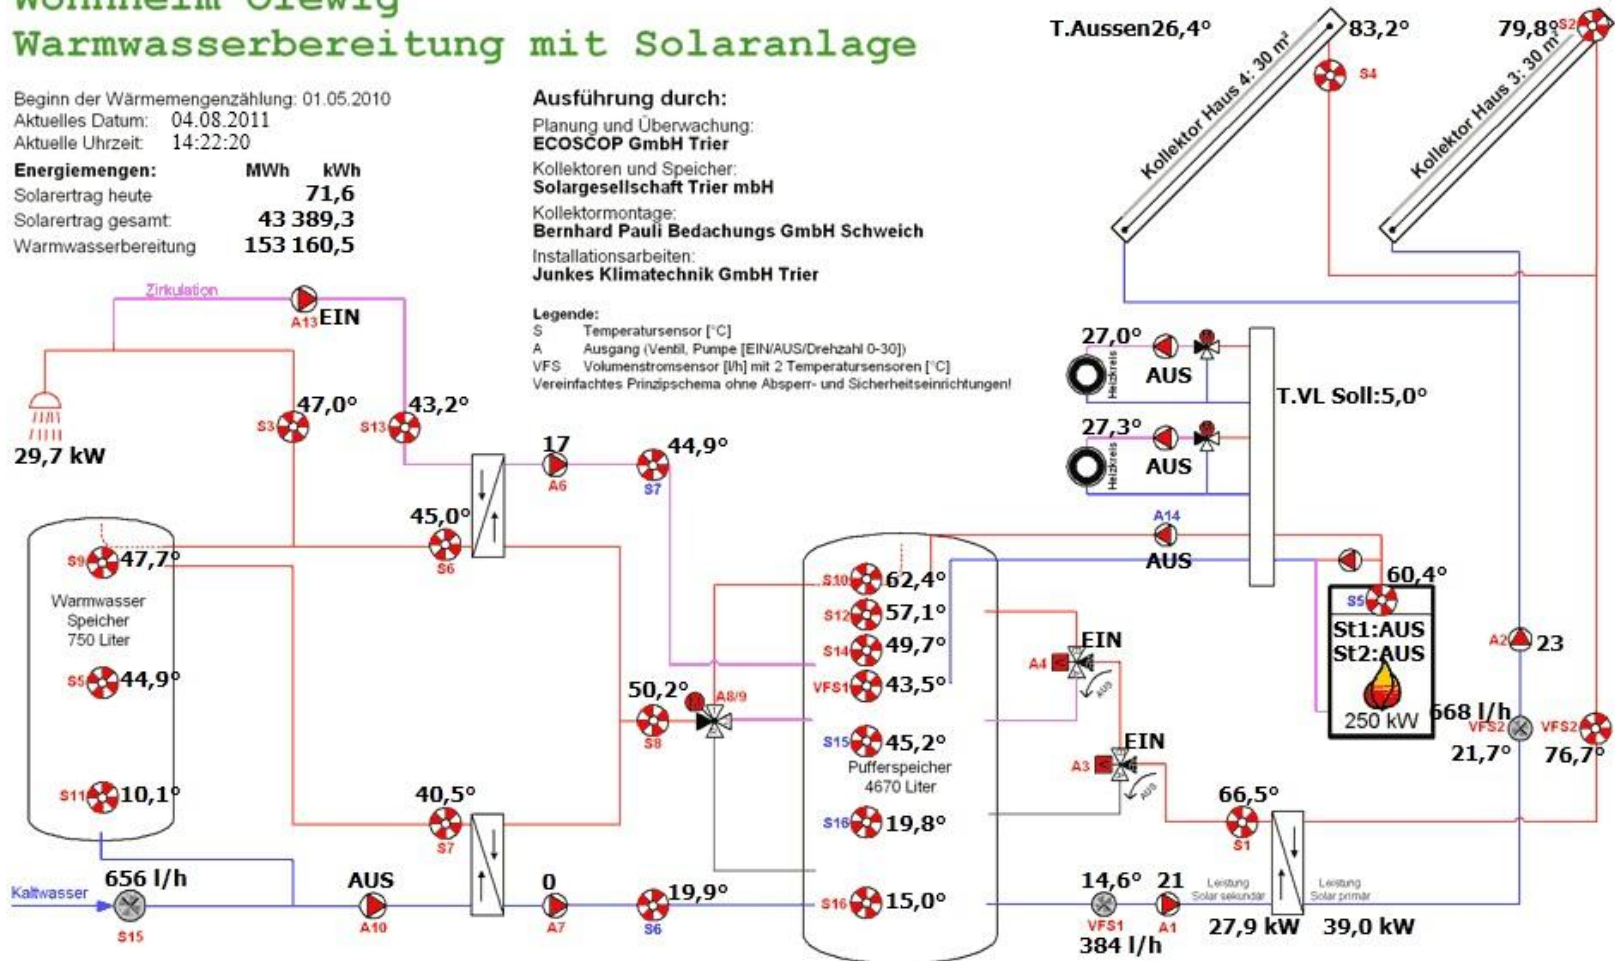 Wohnheim Olewig
Warmwasserbereitung mit Solaranlage
Beginn der Wärmemengenzählung: 01.05.2010
Aktuelles Datum: 04.08.2011
Aktuelle Uhrzeit: 14:22:20
Energiemengen: MWh kWh
Solarertrag heute 71,6
Solarertrag gesamt: 43 389,3
Warmwasserbereitung 153 160,5
Ausführung durch:
Planung und Überwachung:
ECOSCOP GmbH Trier
Kollektoren und Speicher:
Solargesellschaft Trier mbH
Kollektormontage:
Bernhard Pauli Bedachungs GmbH Schweich
Installationsarbeiten:
Junkes Klimatechnik GmbH Trier
Legende:
S Temperatursensor [°C]
A Ausgang (Ventil, Pumpe [EIN/AUS/Drehzahl 0-30])
VFS Volumenstromsensor [l/h] mit 2 Temperatursensoren [°C]
Vereinfachtes Prinzipschema ohne Absperr- und Sicherheitseinrichtungen!
T.Aussen26,4°
83,2°
S4
Kollektor Haus 4: 30 m²
79,8°
S2
Kollektor Haus 3: 30 m²
Zirkulation
A13
EIN
29,7 kW
47,0°
S3
43,2°
S13
17
A6
44,9°
S7
45,0°
S6
S9
47,7°
Warmwasser
Speicher
750 Liter
S5
44,9°
S11
10,1°
Kaltwasser
656 l/h
S15
AUS
A10
40,5°
S7
0
A7
19,9°
S6
50,2°
S8
A8/9
27,0°
Heizkreis
AUS
27,3°
Heizkreis
AUS
T.VL Soll:5,0°
A14
AUS
S10
62,4°
S12
57,1°
S14
49,7°
VFS1
43,5°
S15
45,2°
Pufferspeicher
4670 Liter
S16
19,8°
S16
15,0°
EIN
A4
AUS
EIN
A3
AUS
60,4°
S5
St1:AUS
St2:AUS
250 kW
A2
23
668 l/h
VFS2
21,7°
VFS2
76,7°
66,5°
S1
14,6°
VFS1
384 l/h
21
A1
Leistung
Solar sekundär
27,9 kW
Leistung
Solar primär
39,0 kW